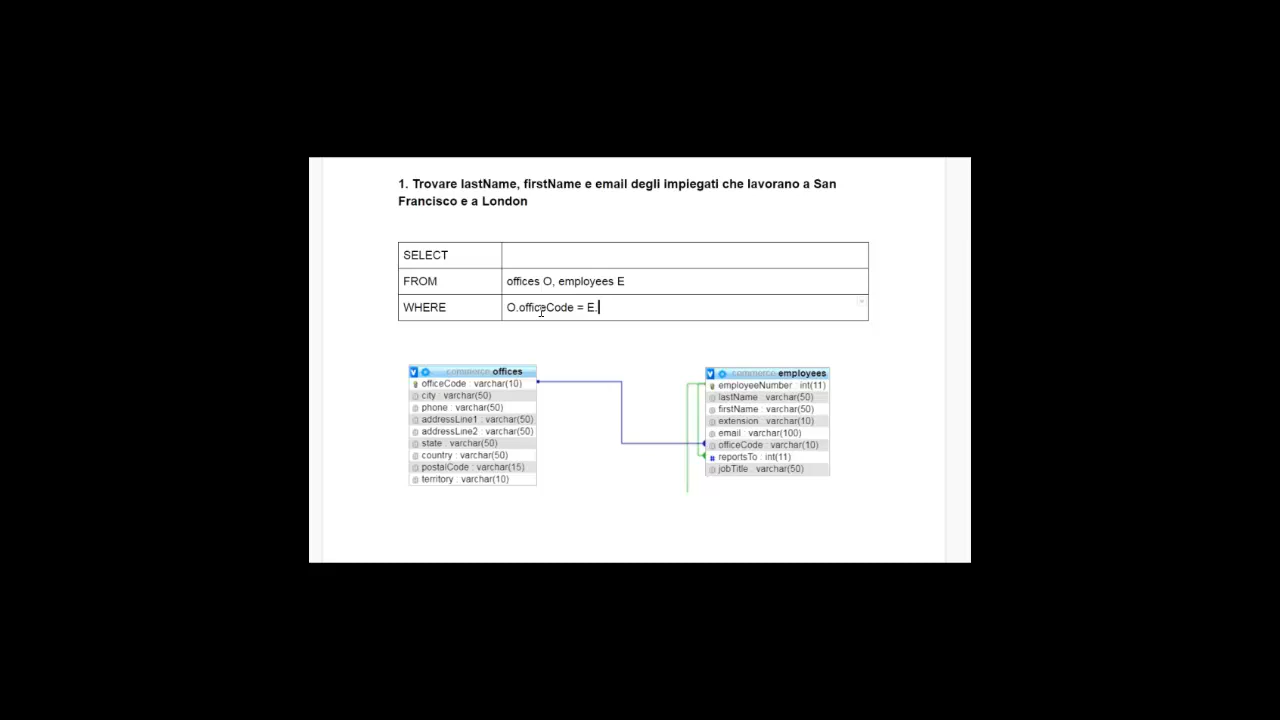 1. Trovare lastName, firstName e email degli impiegati che lavorano a San
Francisco e a London
SELECT
FROM offices O, employees E
WHERE O.officeCode = E.
commerce offices
officeCode : varchar(10)
city : varchar(50)
phone : varchar(50)
addressLine1 : varchar(50)
addressLine2 : varchar(50)
state : varchar(50)
country : varchar(50)
postalCode : varchar(15)
territory : varchar(10)
commerce employees
employeeNumber : int(11)
lastName : varchar(50)
firstName : varchar(50)
extension : varchar(10)
email : varchar(100)
officeCode : varchar(10)
# reportsTo : int(11)
jobTitle : varchar(50)